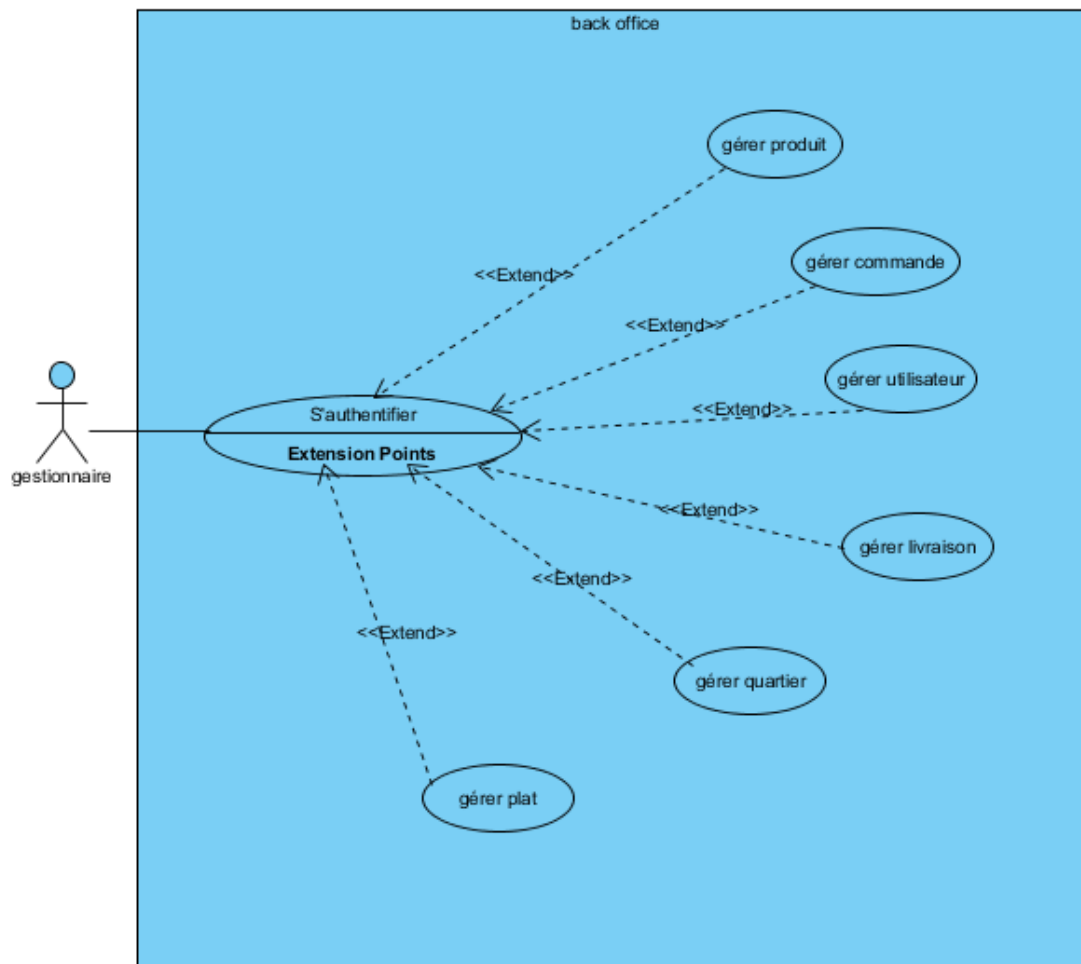 back office
gérer produit
<<Extend>>
gérer commande
<<Extend>>
gérer utilisateur
<<Extend>>
S'authentifier
Extension Points
gestionnaire
<<Extend>>
gérer livraison
<<Extend>>
<<Extend>>
gérer quartier
gérer plat